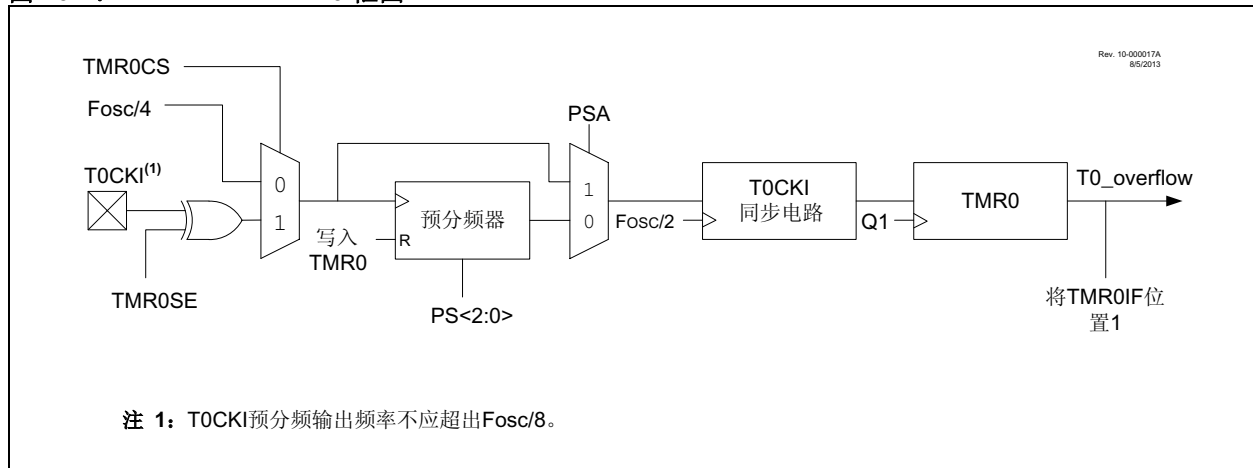 Rev. 10-000017A
8/5/2013
TMR0CS
Fosc/4
T0CKI(1)
TMR0SE
0
1
写入
TMR0
预分频器
R
PS<2:0>
PSA
1
0
Fosc/2
T0CKI
同步电路
Q1
TMR0
T0_overflow
将TMR0IF位
置1
注 1：T0CKI预分频输出频率不应超出Fosc/8。